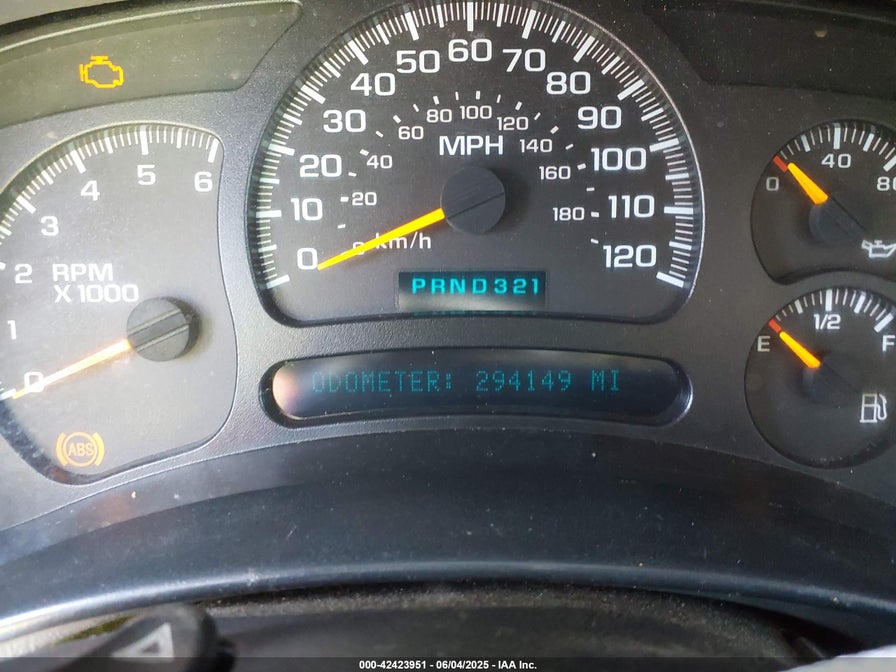 0 1 2 3 4 5 6
RPM
X1000
ABS
0 10 20 30 40 50 60 70 80 90 100 110 120
MPH
20 40 60 80 100 120 140 160 180
km/h
PRND321
ODOMETER: 294149 MI
0 40 80
E 1/2 F
000-42423951 - 06/04/2025 - IAA Inc.